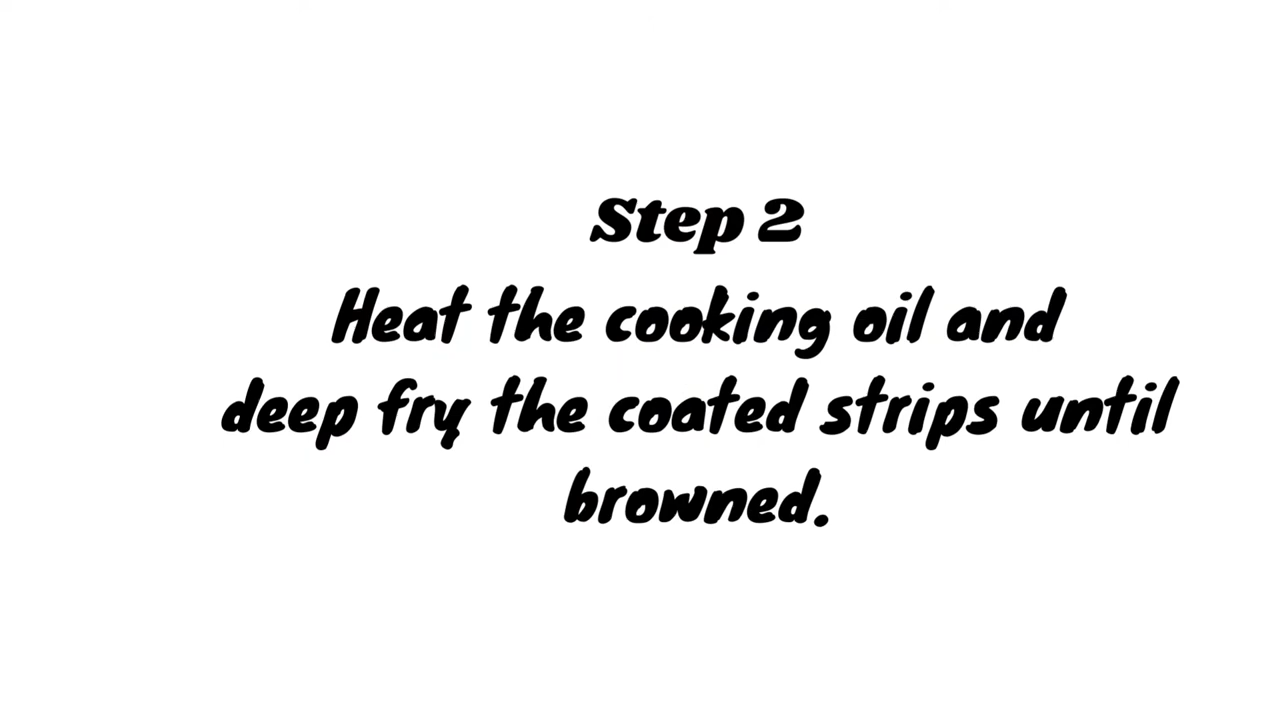 Step 2
Heat the cooking oil and
deep fry the coated strips until
browned.